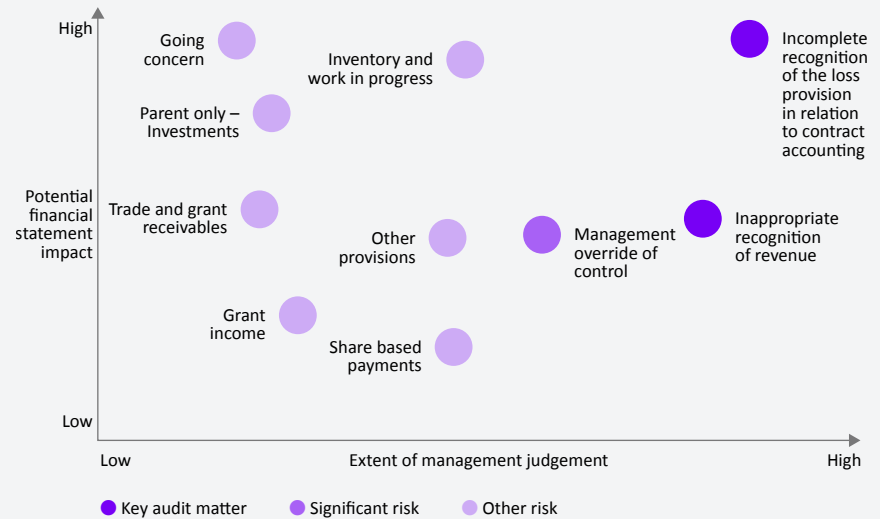 High
Going
concern
Inventory and
work in progress
Incomplete
recognition
of the loss
provision
in relation
to contract
accounting
Parent only –
Investments
Potential
financial
statement
impact
Trade and grant
receivables
Other
provisions
Management
override of
control
Inappropriate
recognition
of revenue
Grant
income
Share based
payments
Low
Low
Extent of management judgement
High
Key audit matter
Significant risk
Other risk